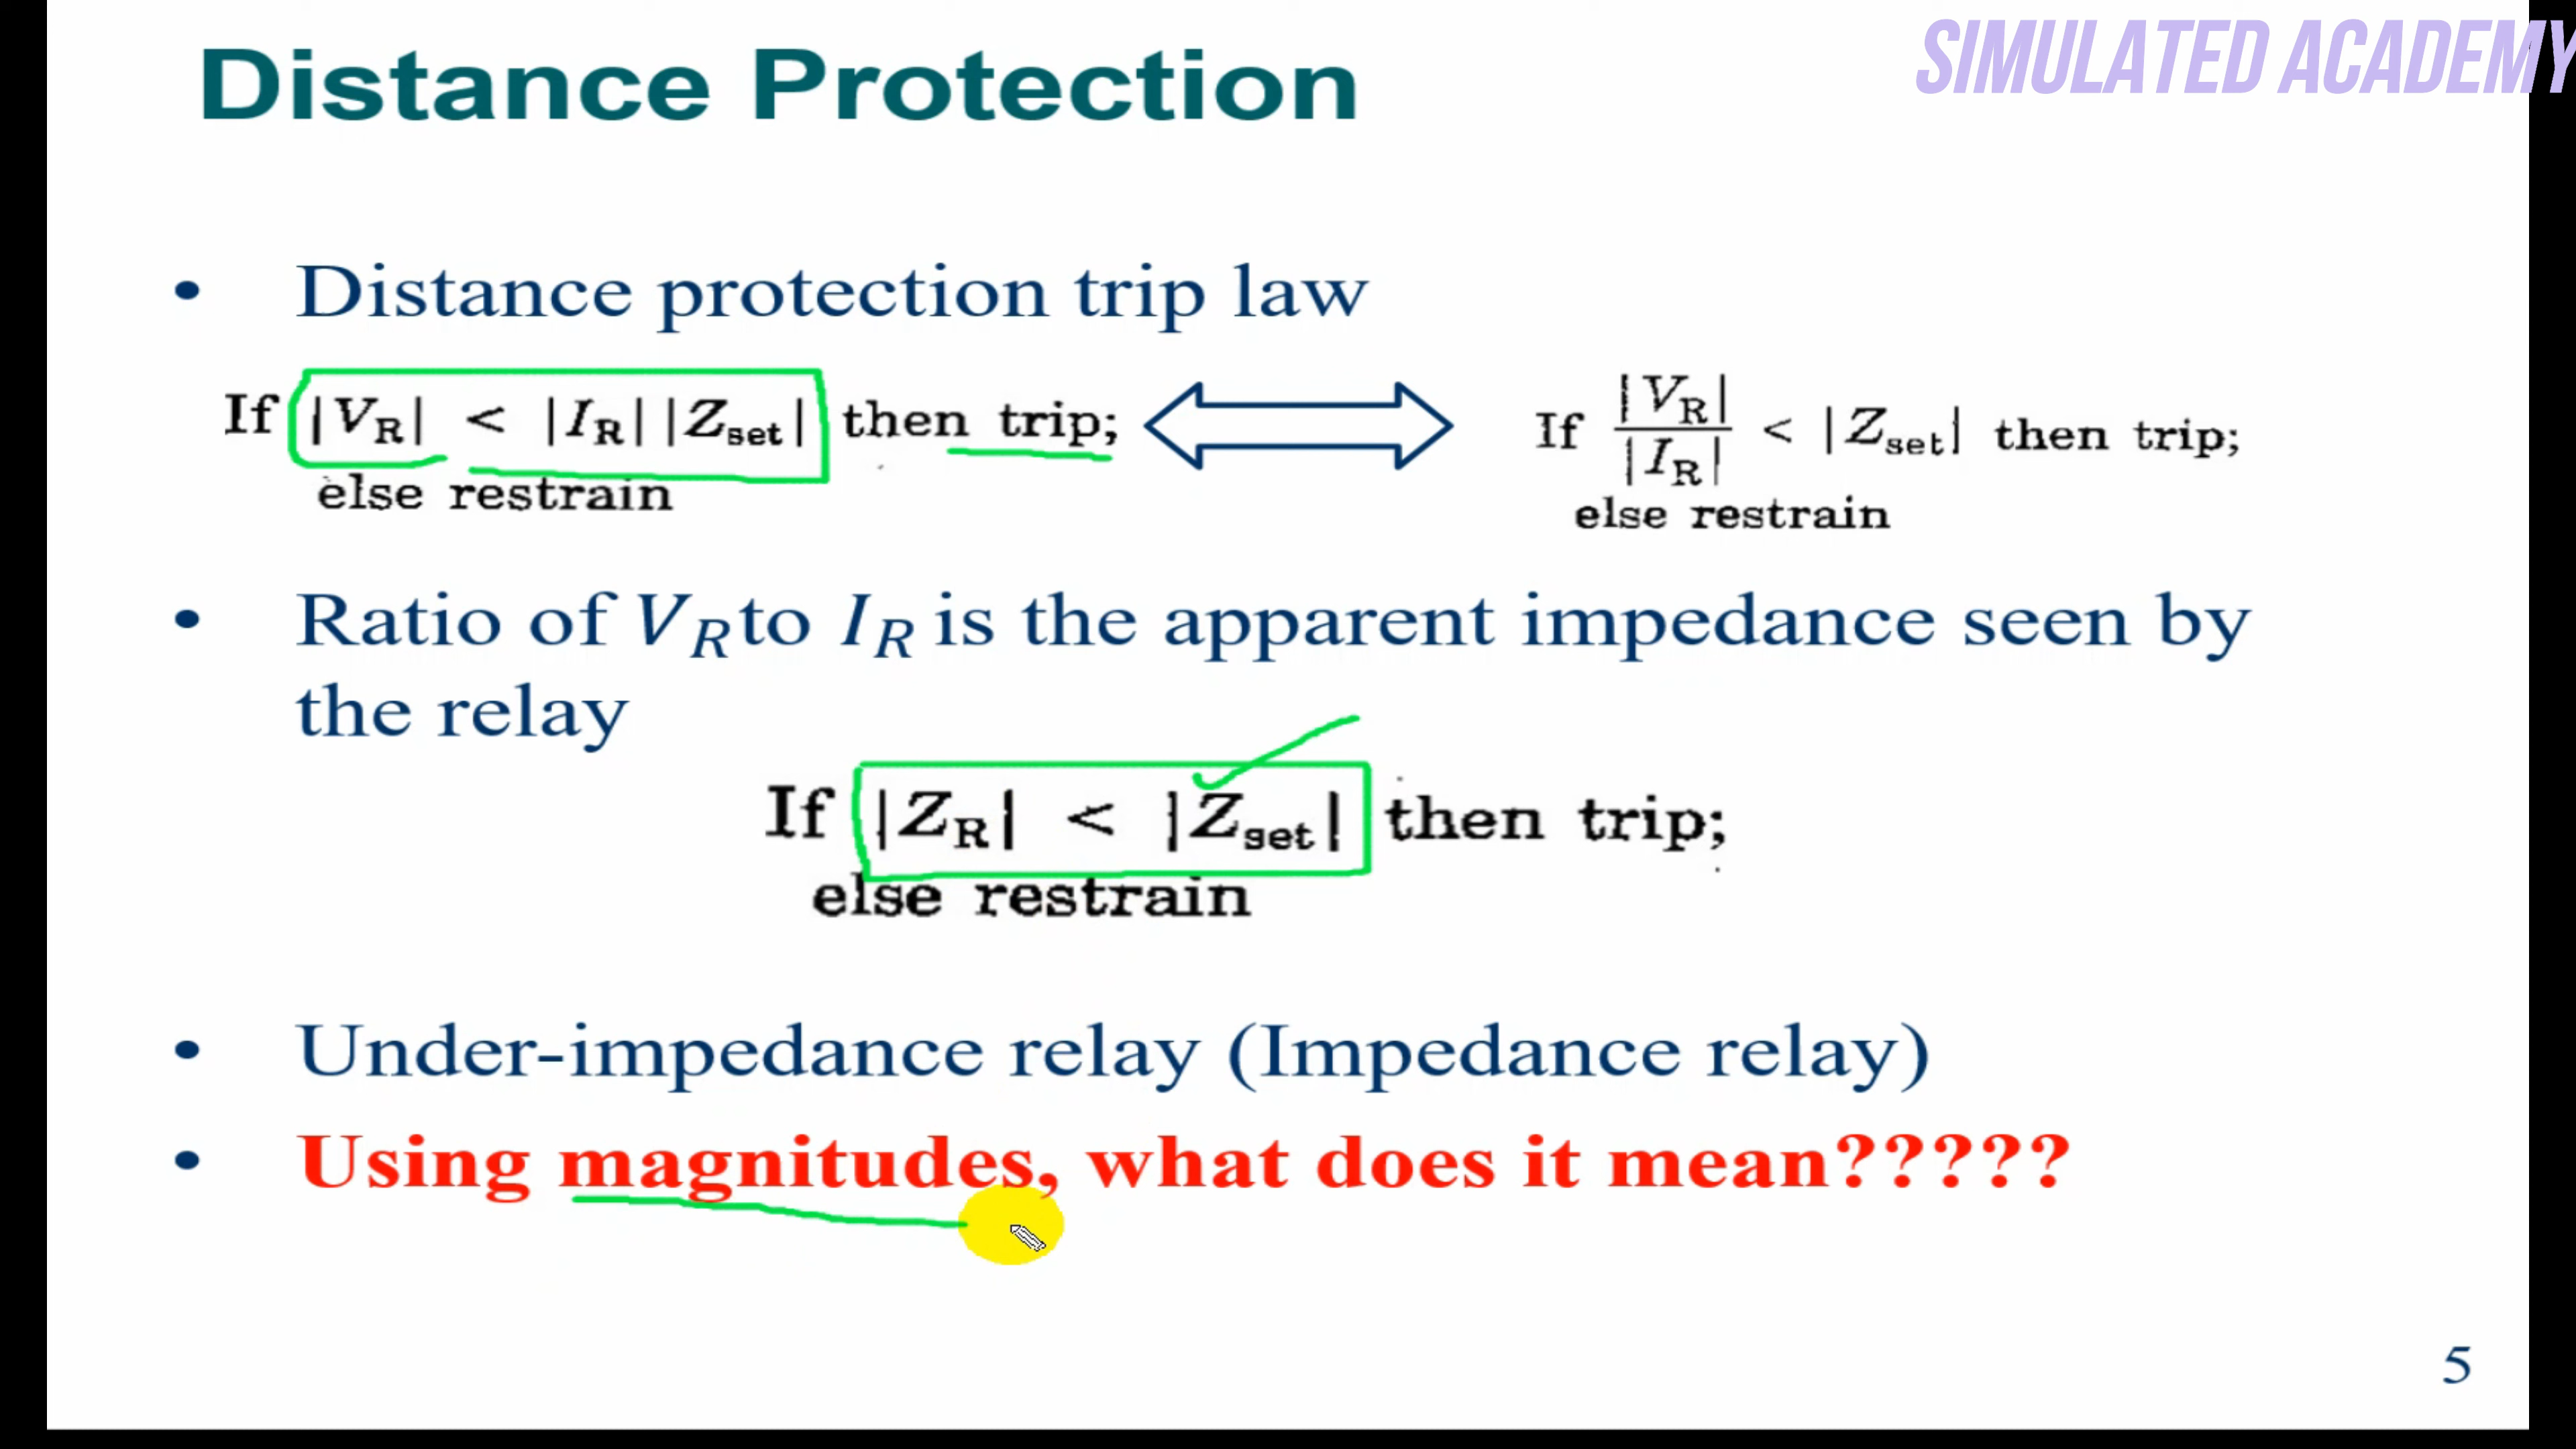 SIMULATED ACADEMY
Distance Protection
• Distance protection trip law
If |V_R| < |I_R| |Z_set| then trip;
else restrain
If |V_R| / |I_R| < |Z_set| then trip;
else restrain
• Ratio of V_R to I_R is the apparent impedance seen by
the relay
If |Z_R| < |Z_set| then trip;
else restrain
• Under-impedance relay (Impedance relay)
• Using magnitudes, what does it mean?????
5